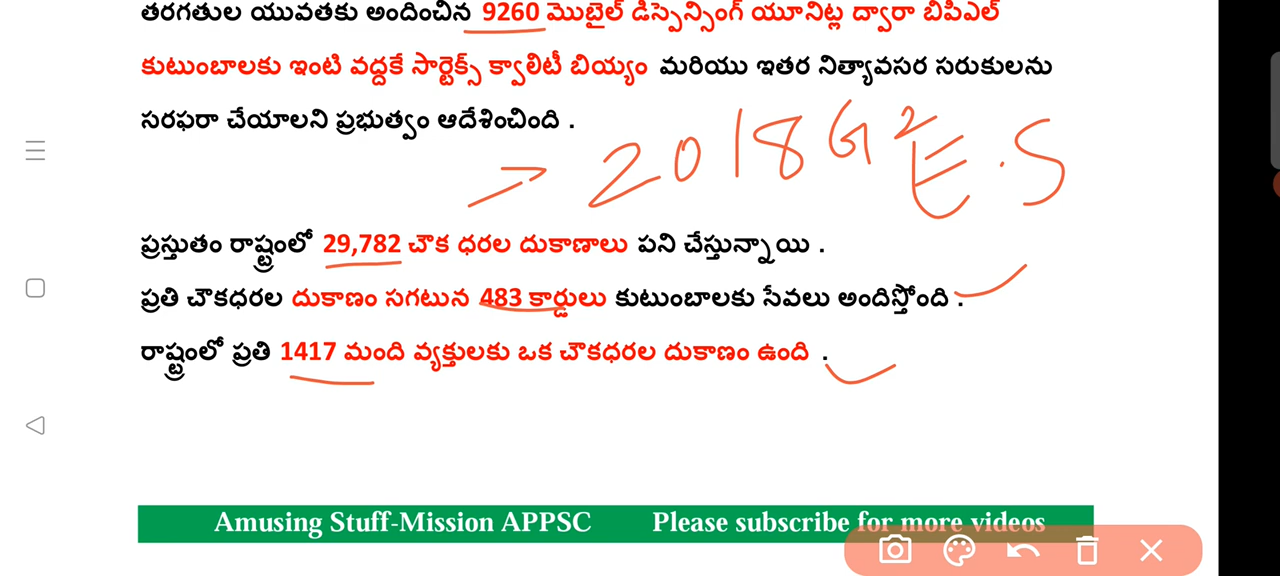 తరగతుల యువతకు అందించిన 9260 మొబైల్ డిస్పెన్సింగ్ యూనిట్ల ద్వారా బిపిఎల్
కుటుంబాలకు ఇంటి వద్దకే సార్టెక్స్ క్వాలిటీ బియ్యం మరియు ఇతర నిత్యావసర సరుకులను
సరఫరా చేయాలని ప్రభుత్వం ఆదేశించింది .
> 2018 G2 E.S
ప్రస్తుతం రాష్ట్రంలో 29,782 చౌక ధరల దుకాణాలు పని చేస్తున్నాయి .
ప్రతి చౌకధరల దుకాణం సగటున 483 కార్డులు కుటుంబాలకు సేవలు అందిస్తోంది .
రాష్ట్రంలో ప్రతి 1417 మంది వ్యక్తులకు ఒక చౌకధరల దుకాణం ఉంది .
Amusing Stuff-Mission APPSC Please subscribe for more videos